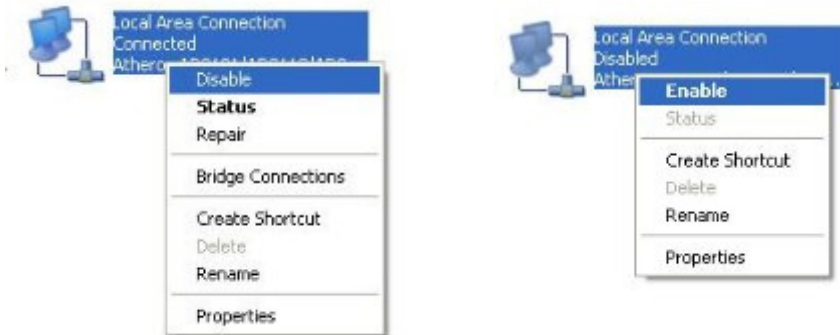 Local Area Connection
Connected
Disable
Status
Repair
Bridge Connections
Create Shortcut
Delete
Rename
Properties
Local Area Connection
Disabled
Enable
Status
Create Shortcut
Delete
Rename
Properties